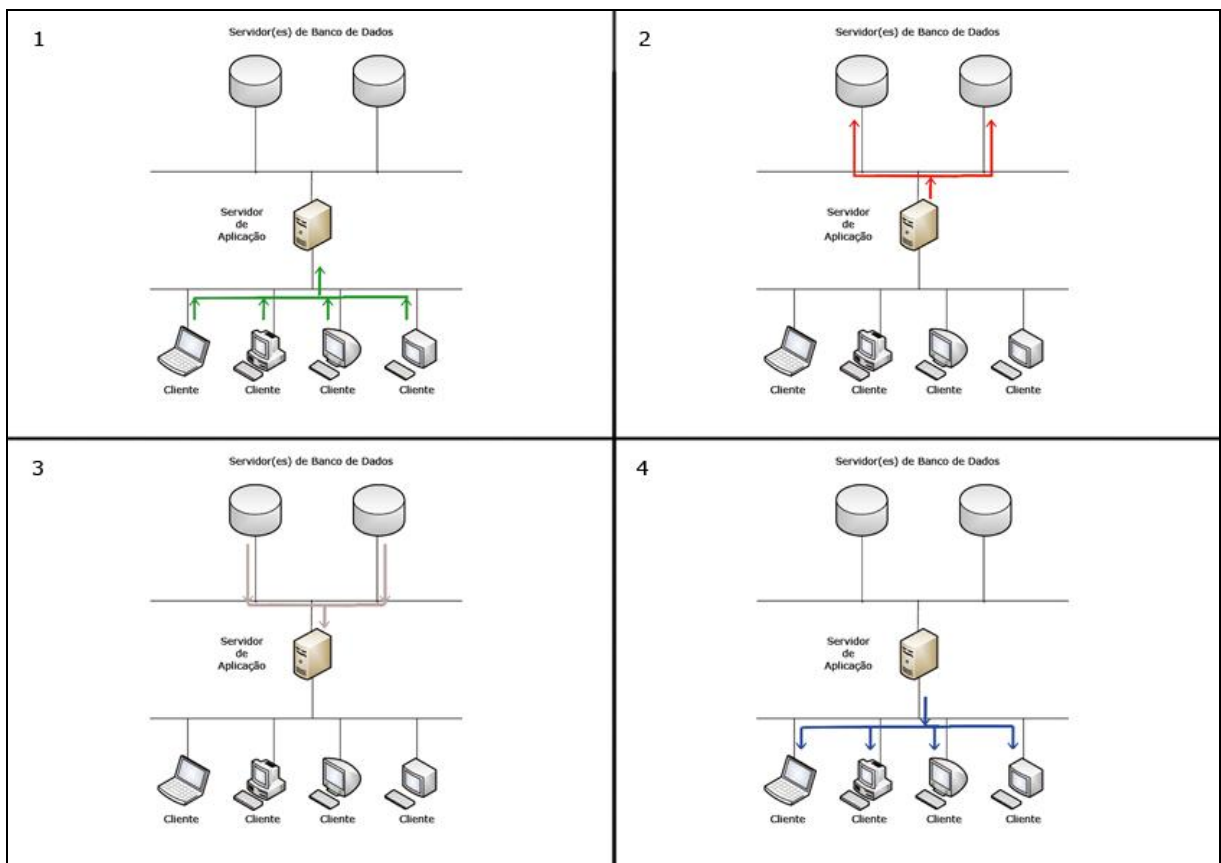 1
Servidor(es) de Banco de Dados
Servidor
de
Aplicação
Cliente Cliente Cliente Cliente
2
Servidor(es) de Banco de Dados
Servidor
de
Aplicação
Cliente Cliente Cliente Cliente
3
Servidor(es) de Banco de Dados
Servidor
de
Aplicação
Cliente Cliente Cliente Cliente
4
Servidor(es) de Banco de Dados
Servidor
de
Aplicação
Cliente Cliente Cliente Cliente